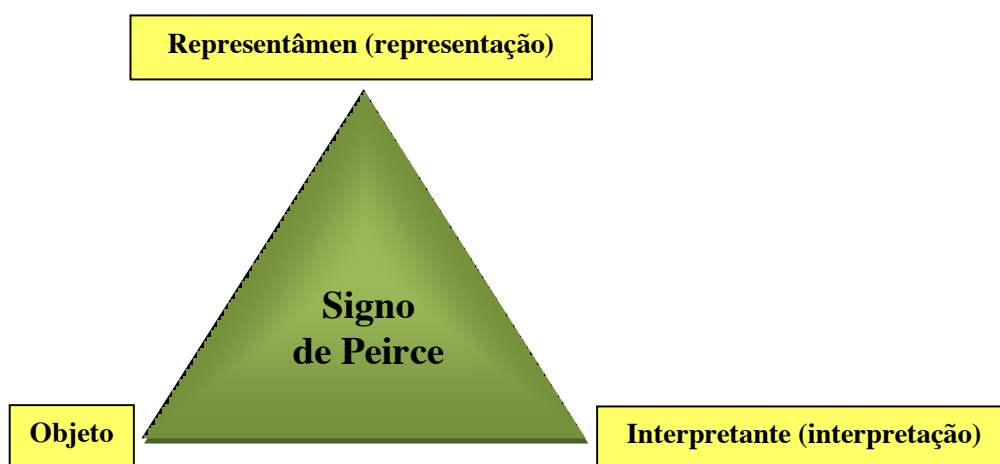 Representâmen (representação)
Signo
de Peirce
Objeto
Interpretante (interpretação)